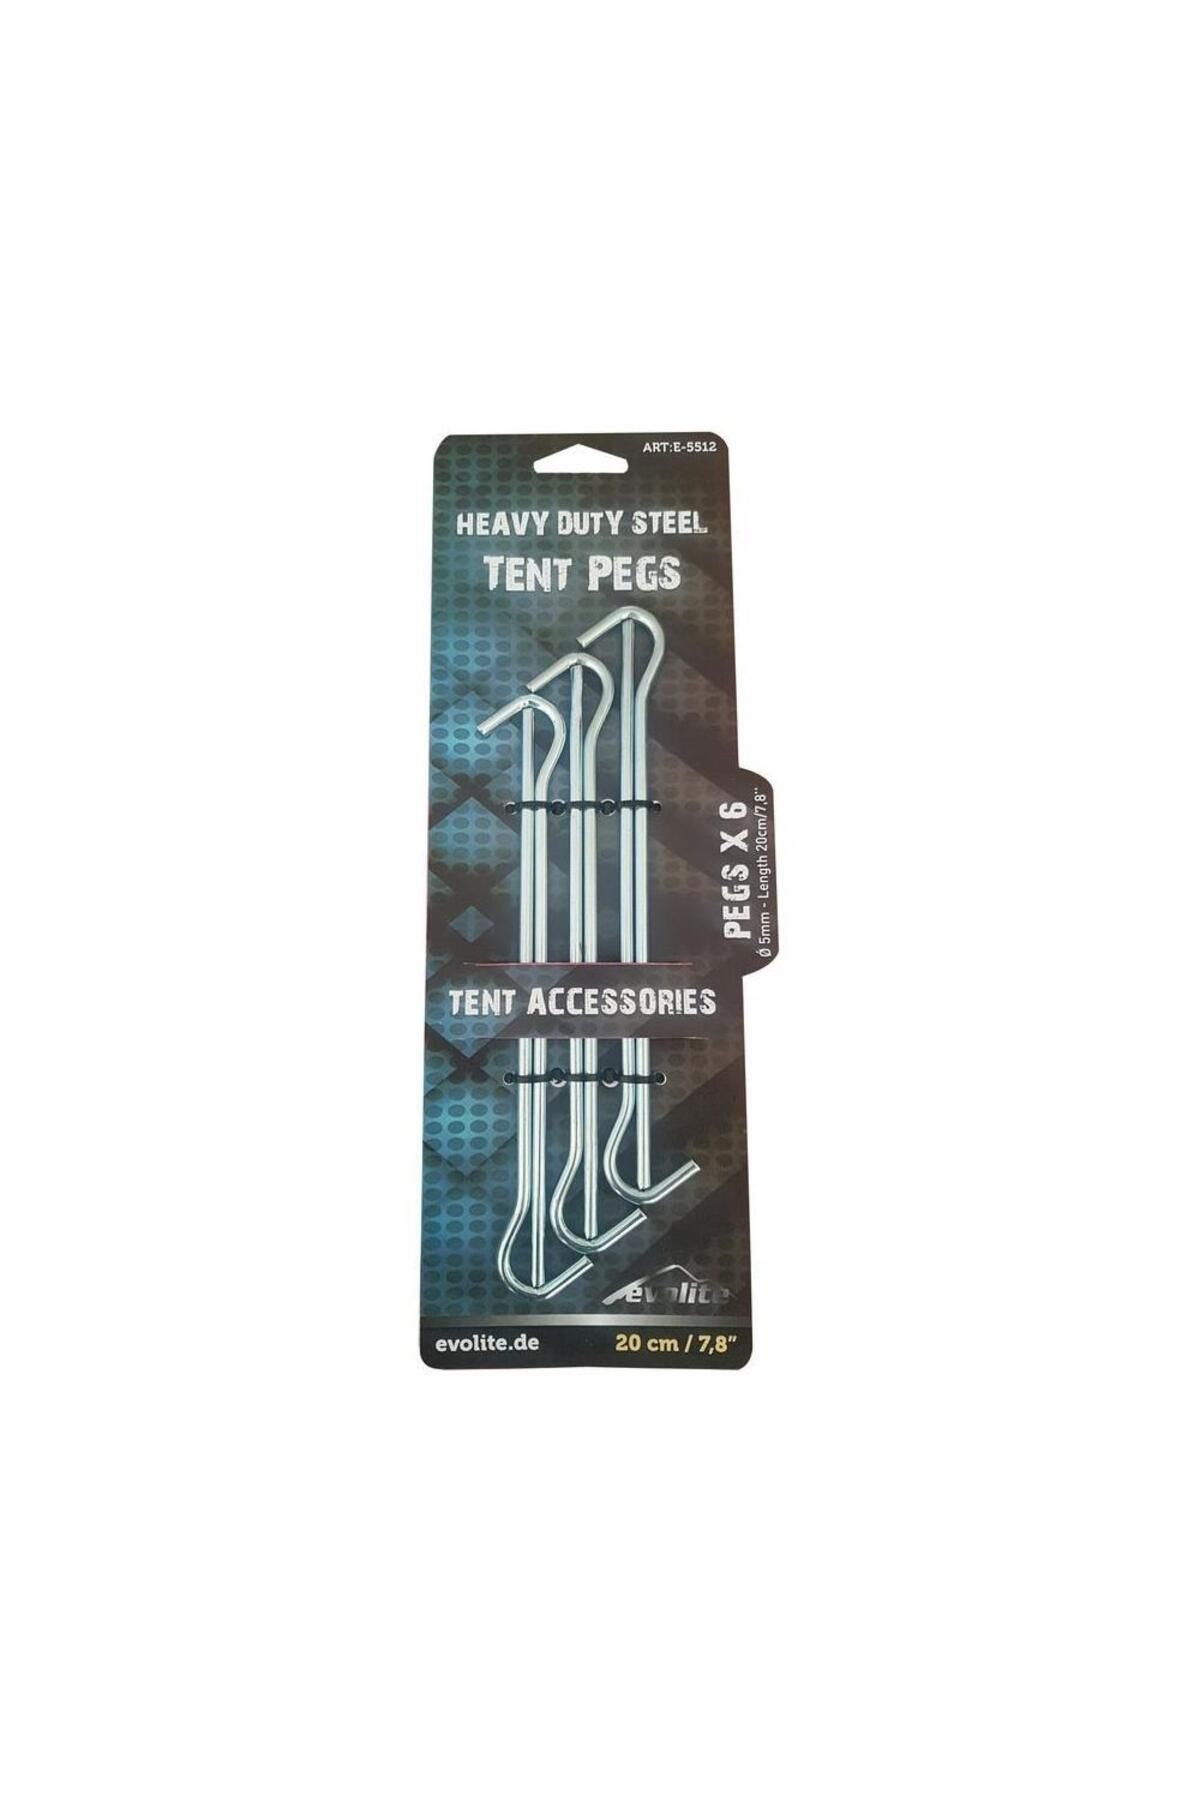 ART:E-5512
HEAVY DUTY STEEL
TENT PEGS
PEGS X 6
Ø 5mm - Length 20cm/7,8''
TENT ACCESSORIES
evolite
evolite.de
20 cm / 7,8”